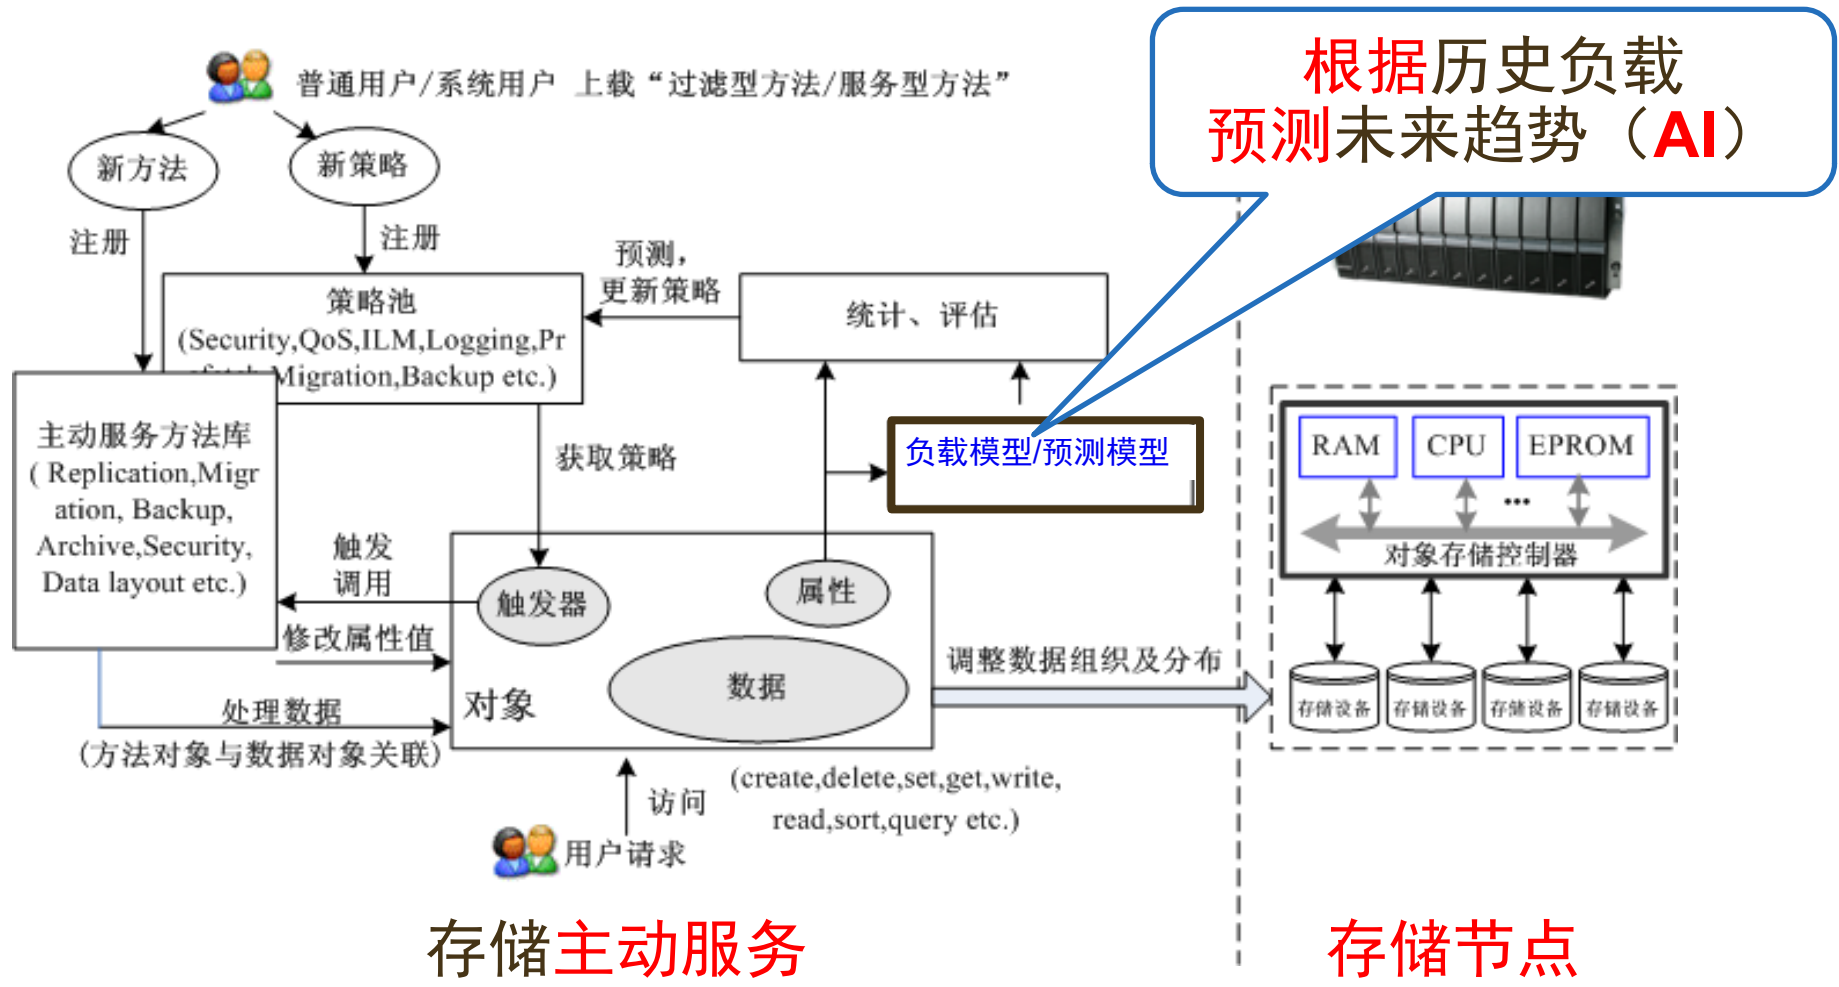 根据历史负载
预测未来趋势（AI）
普通用户/系统用户 上载“过滤型方法/服务型方法”
新方法
新策略
注册
注册
预测，
更新策略
策略池
(Security,QoS,ILM,Logging,Pr
Migration,Backup etc.)
统计、评估
主动服务方法库
( Replication,Migr
ation, Backup,
Archive,Security,
Data layout etc.)
获取策略
负载模型/预测模型
触发
调用
触发器
属性
修改属性值
对象
数据
处理数据
(方法对象与数据对象关联)
调整数据组织及分布
访问
用户请求
(create,delete,set,get,write,
read,sort,query etc.)
RAM
CPU
EPROM
...
对象存储控制器
存储设备
存储设备
存储设备
存储设备
存储主动服务
存储节点